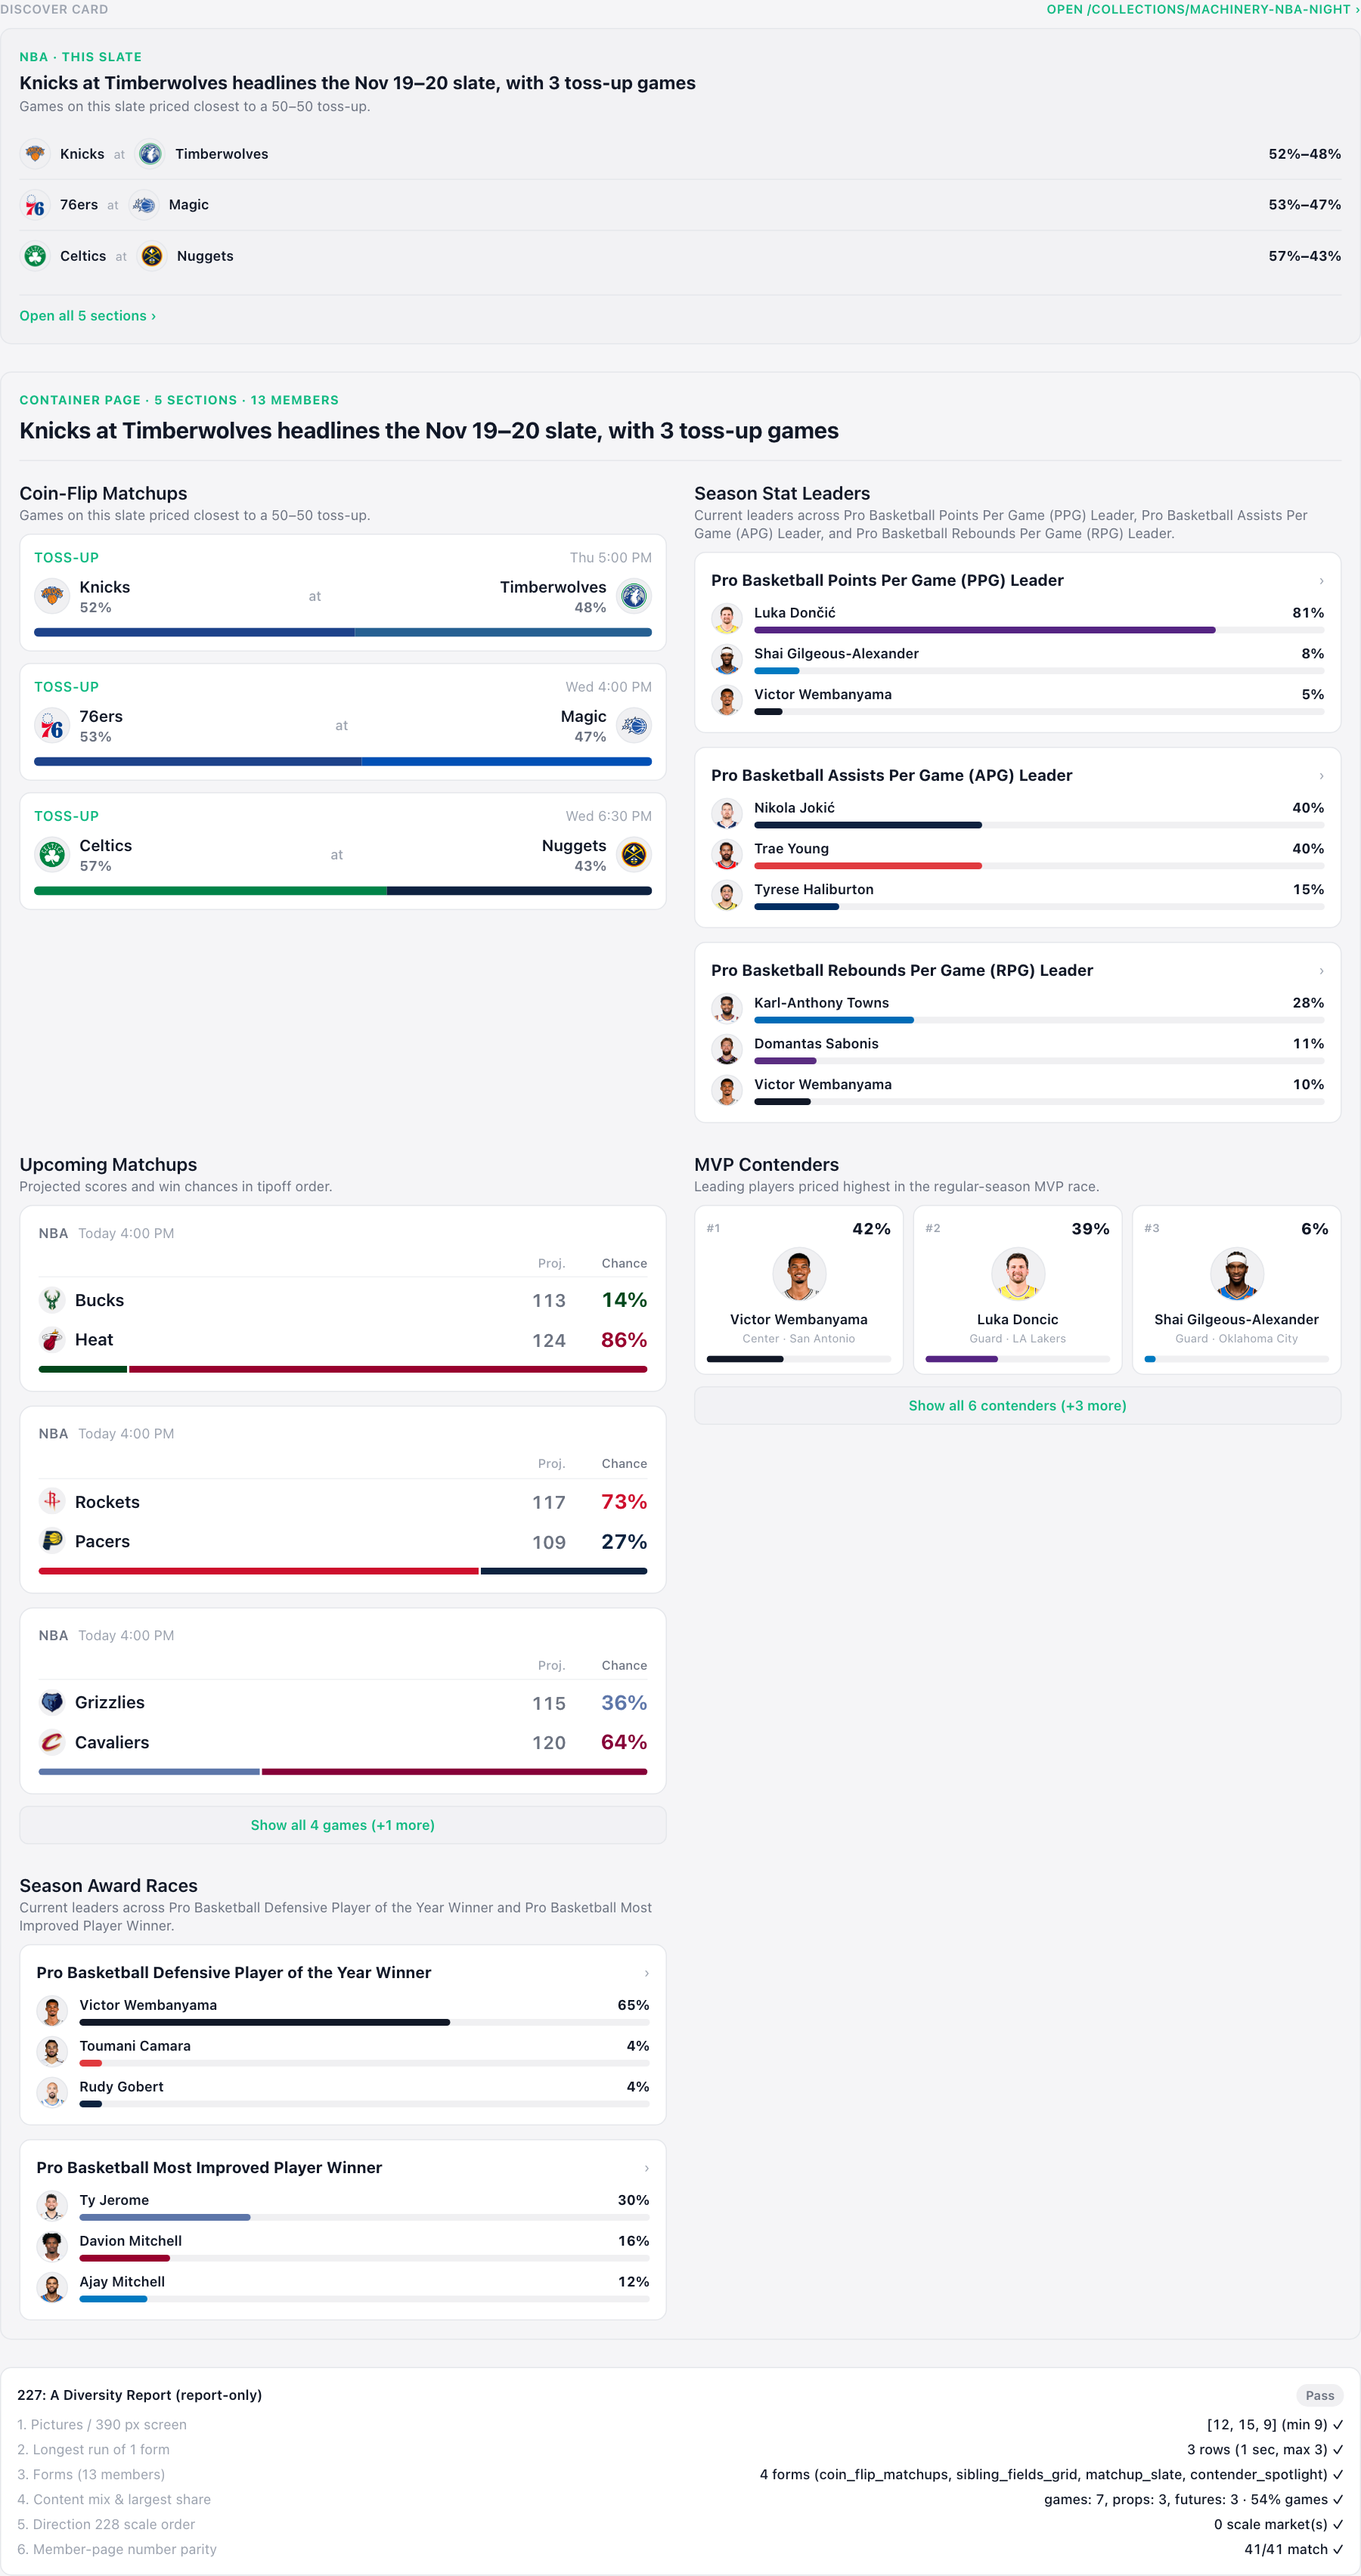 DISCOVER CARD
OPEN /COLLECTIONS/MACHINERY-NBA-NIGHT ›
NBA · THIS SLATE
Knicks at Timberwolves headlines the Nov 19–20 slate, with 3 toss-up games
Games on this slate priced closest to a 50–50 toss-up.
Knicks at Timberwolves 52%–48%
76ers at Magic 53%–47%
Celtics at Nuggets 57%–43%
Open all 5 sections ›
CONTAINER PAGE · 5 SECTIONS · 13 MEMBERS
Knicks at Timberwolves headlines the Nov 19–20 slate, with 3 toss-up games
Coin-Flip Matchups
Games on this slate priced closest to a 50–50 toss-up.
TOSS-UP Thu 5:00 PM
Knicks at Timberwolves
52% 48%
TOSS-UP Wed 4:00 PM
76ers at Magic
53% 47%
TOSS-UP Wed 6:30 PM
Celtics at Nuggets
57% 43%
Season Stat Leaders
Current leaders across Pro Basketball Points Per Game (PPG) Leader, Pro Basketball Assists Per
Game (APG) Leader, and Pro Basketball Rebounds Per Game (RPG) Leader.
Pro Basketball Points Per Game (PPG) Leader ›
Luka Dončić 81%
Shai Gilgeous-Alexander 8%
Victor Wembanyama 5%
Pro Basketball Assists Per Game (APG) Leader ›
Nikola Jokić 40%
Trae Young 40%
Tyrese Haliburton 15%
Pro Basketball Rebounds Per Game (RPG) Leader ›
Karl-Anthony Towns 28%
Domantas Sabonis 11%
Victor Wembanyama 10%
Upcoming Matchups
Projected scores and win chances in tipoff order.
NBA Today 4:00 PM
Proj. Chance
Bucks 113 14%
Heat 124 86%
NBA Today 4:00 PM
Proj. Chance
Rockets 117 73%
Pacers 109 27%
NBA Today 4:00 PM
Proj. Chance
Grizzlies 115 36%
Cavaliers 120 64%
Show all 4 games (+1 more)
MVP Contenders
Leading players priced highest in the regular-season MVP race.
#1 42%
Victor Wembanyama
Center · San Antonio
#2 39%
Luka Doncic
Guard · LA Lakers
#3 6%
Shai Gilgeous-Alexander
Guard · Oklahoma City
Show all 6 contenders (+3 more)
Season Award Races
Current leaders across Pro Basketball Defensive Player of the Year Winner and Pro Basketball Most
Improved Player Winner.
Pro Basketball Defensive Player of the Year Winner ›
Victor Wembanyama 65%
Toumani Camara 4%
Rudy Gobert 4%
Pro Basketball Most Improved Player Winner ›
Ty Jerome 30%
Davion Mitchell 16%
Ajay Mitchell 12%
227: A Diversity Report (report-only) Pass
1. Pictures / 390 px screen [12, 15, 9] (min 9) ✓
2. Longest run of 1 form 3 rows (1 sec, max 3) ✓
3. Forms (13 members) 4 forms (coin_flip_matchups, sibling_fields_grid, matchup_slate, contender_spotlight) ✓
4. Content mix & largest share games: 7, props: 3, futures: 3 · 54% games ✓
5. Direction 228 scale order 0 scale market(s) ✓
6. Member-page number parity 41/41 match ✓